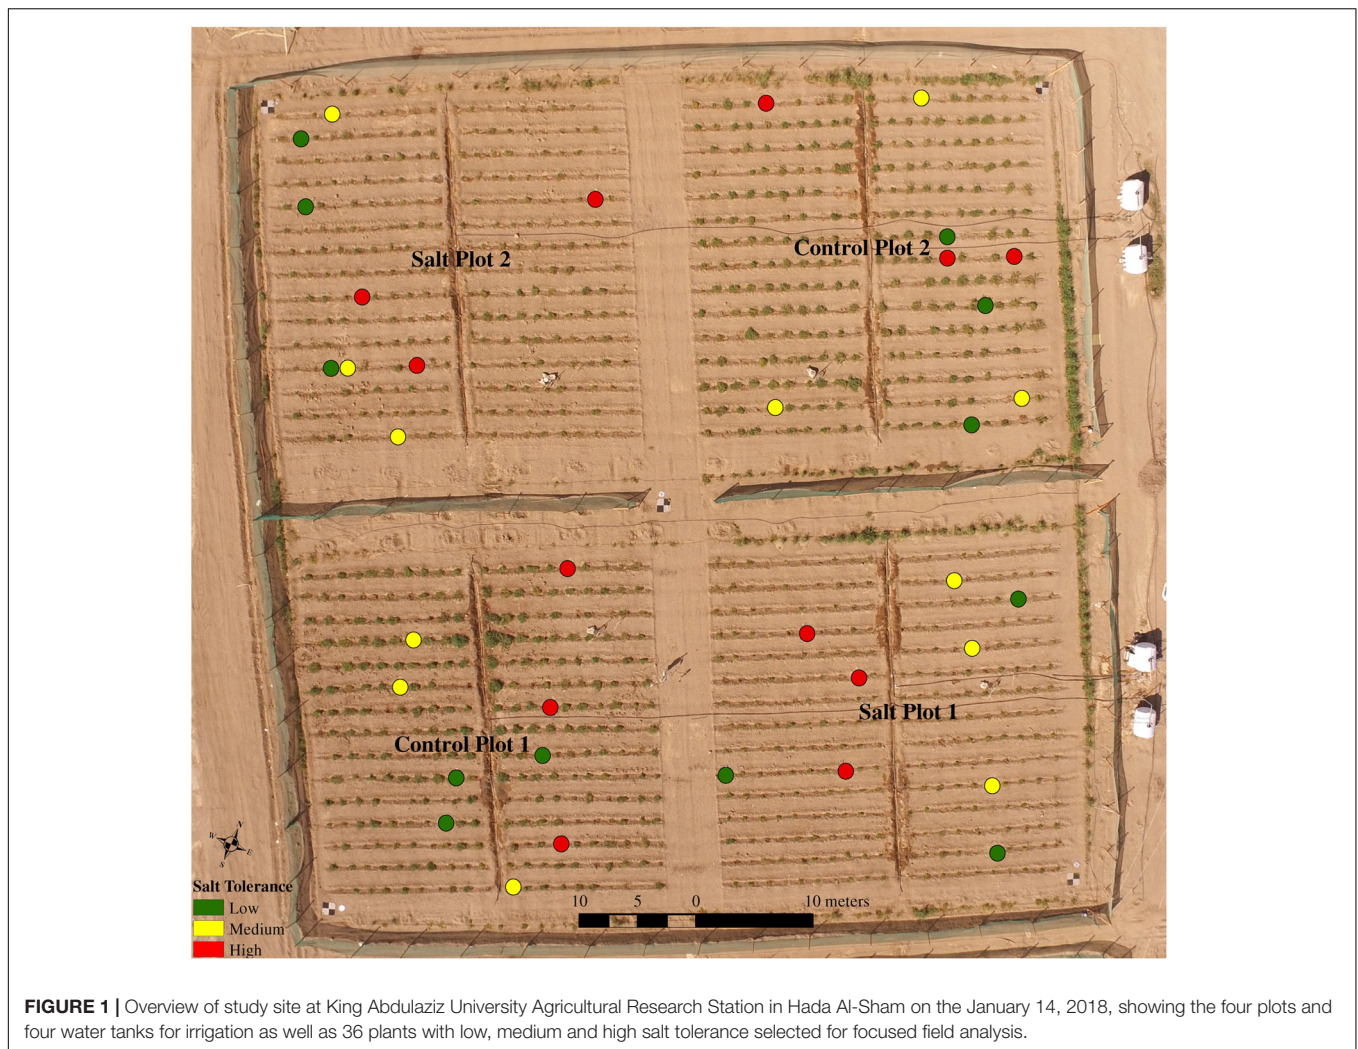 Salt Plot 2
Control Plot 2
Control Plot 1
Salt Plot 1
N
W
E
S
Salt Tolerance
Low
Medium
High
10 5 0 10 meters
FIGURE 1 | Overview of study site at King Abdulaziz University Agricultural Research Station in Hada Al-Sham on the January 14, 2018, showing the four plots and
four water tanks for irrigation as well as 36 plants with low, medium and high salt tolerance selected for focused field analysis.